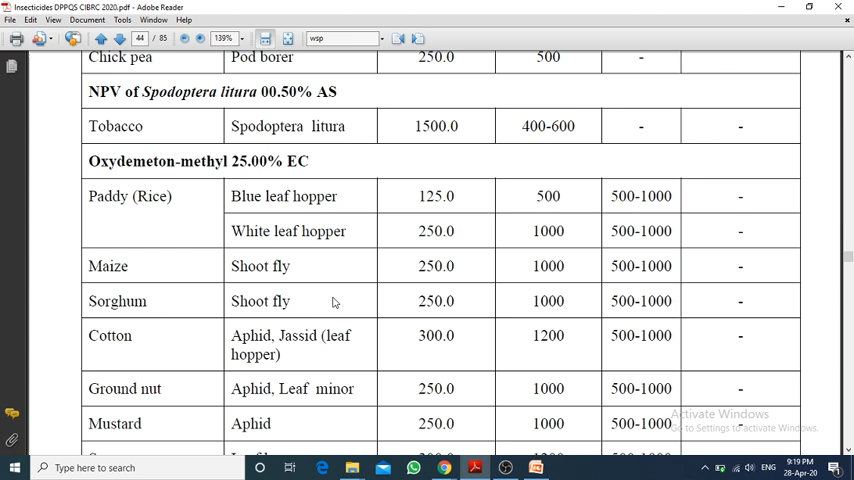 Insecticides DPPQS CIBRC 2020.pdf - Adobe Reader
File Edit View Document Tools Window Help
44 / 85 139% wsp
Chick pea Pod borer 250.0 500 -
NPV of Spodoptera litura 00.50% AS
Tobacco Spodoptera litura 1500.0 400-600 - -
Oxydemeton-methyl 25.00% EC
Paddy (Rice) Blue leaf hopper 125.0 500 500-1000 -
White leaf hopper 250.0 1000 500-1000 -
Maize Shoot fly 250.0 1000 500-1000 -
Sorghum Shoot fly 250.0 1000 500-1000 -
Cotton Aphid, Jassid (leaf 300.0 1200 500-1000 -
hopper)
Ground nut Aphid, Leaf minor 250.0 1000 500-1000 -
Mustard Aphid 250.0 1000 500-1000 -
Activate Windows
Go to Settings to activate Windows.
Type here to search
ENG
9:19 PM
28-Apr-20